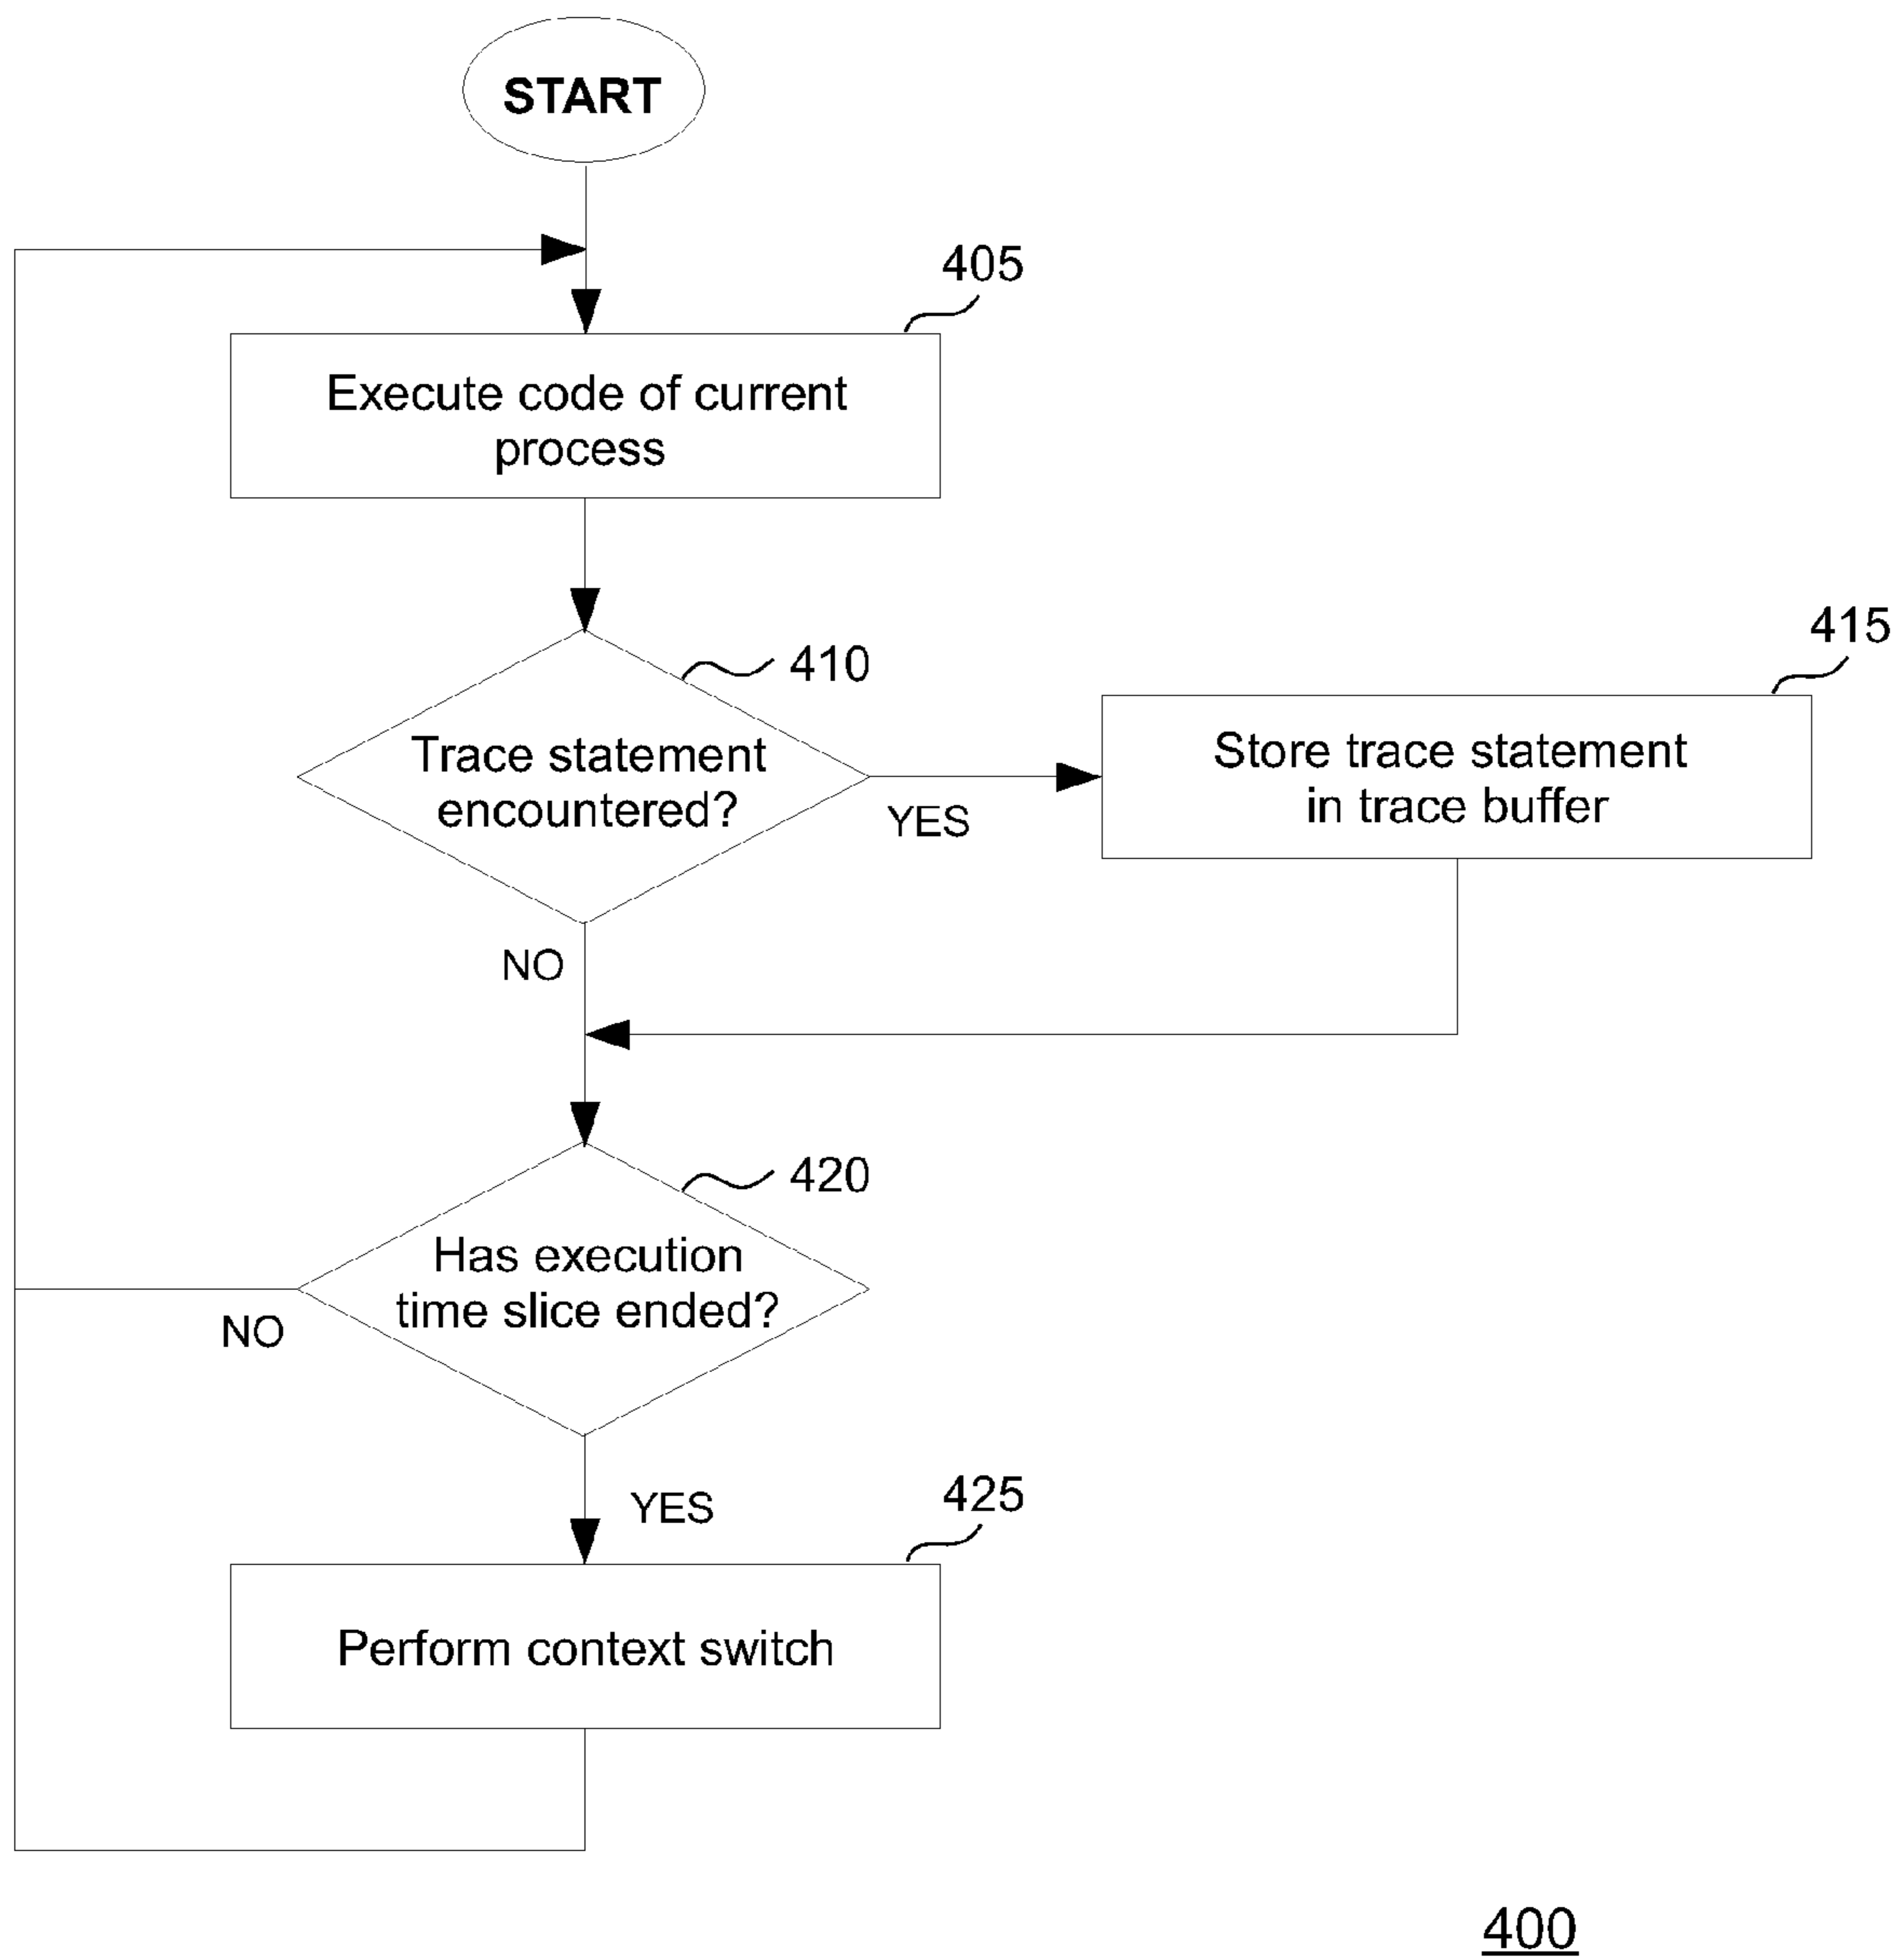 START
405
Execute code of current
process
410
415
Trace statement
encountered?
YES
Store trace statement
in trace buffer
NO
420
Has execution
time slice ended?
NO
YES
425
Perform context switch
400